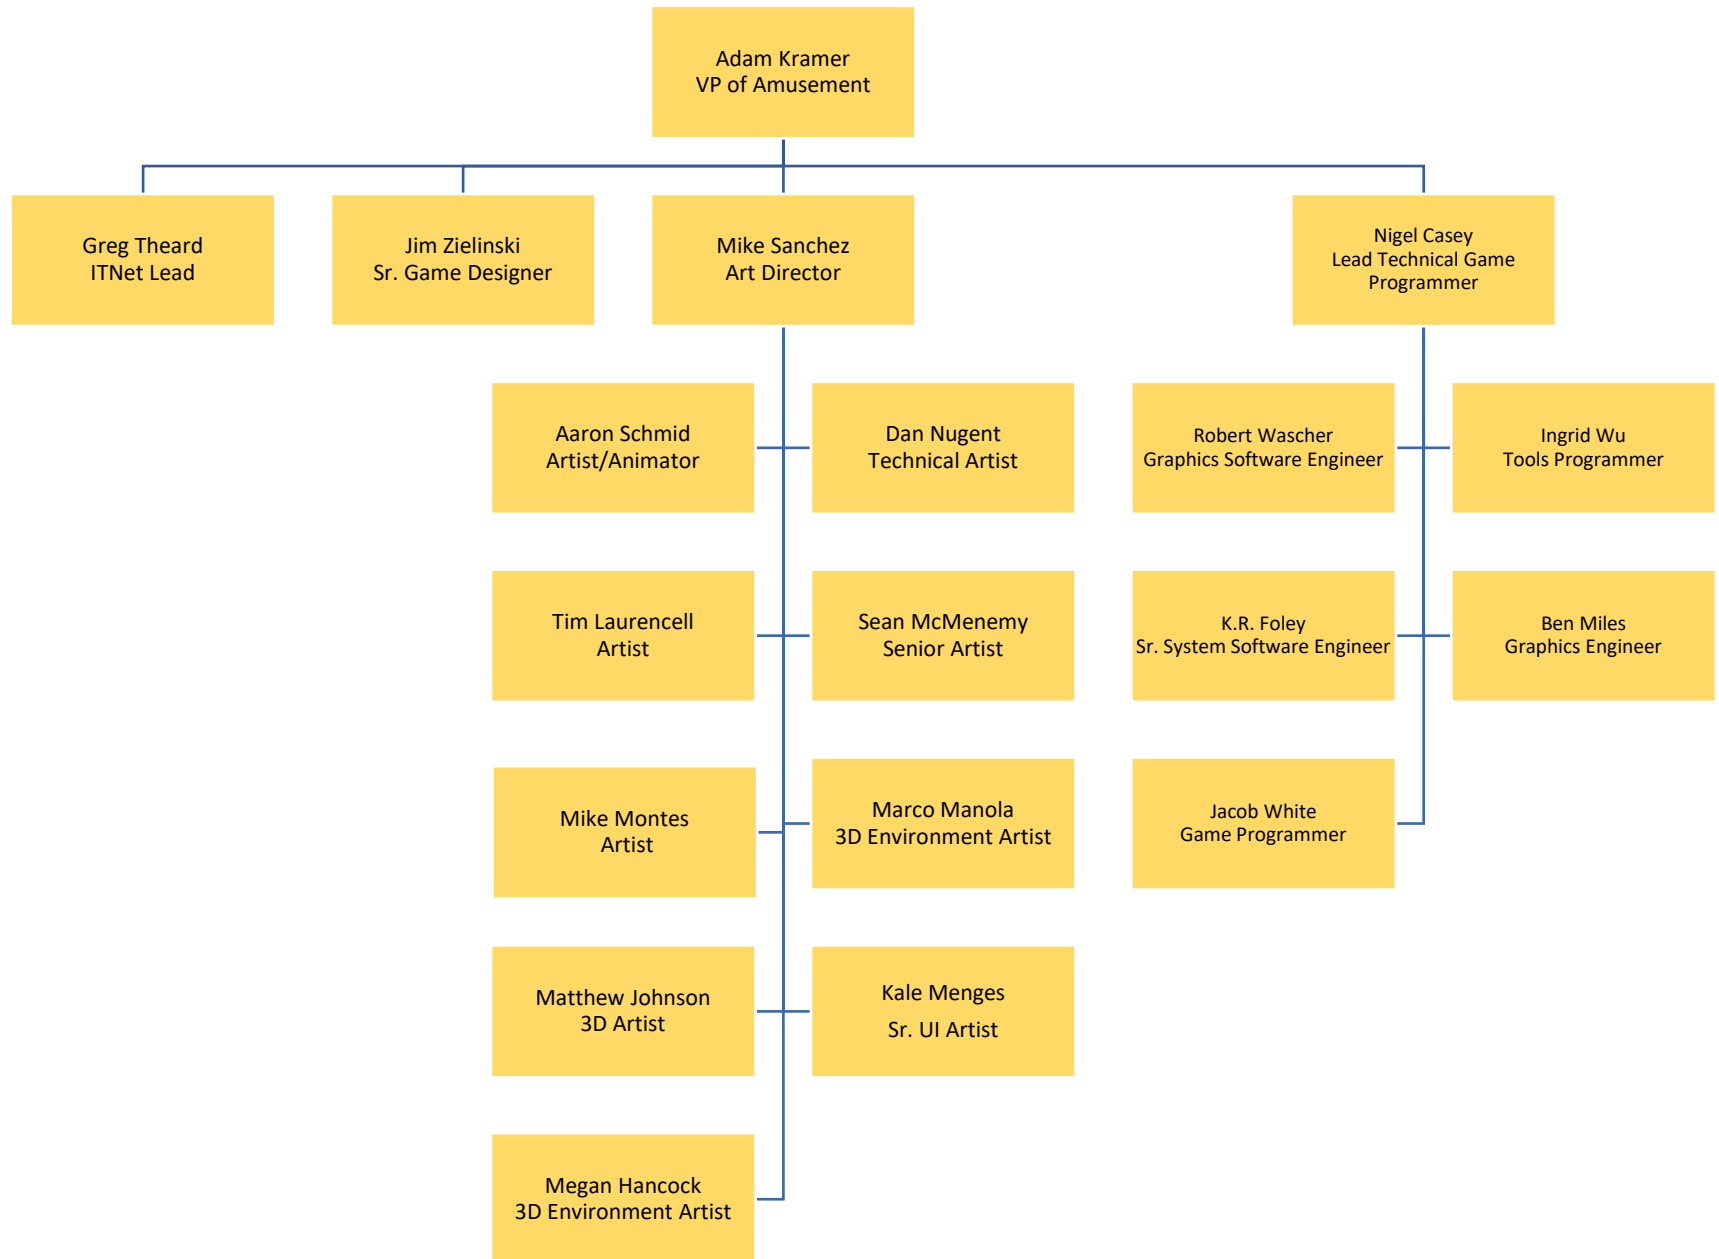 Adam Kramer
VP of Amusement
Greg Theard
ITNet Lead
Jim Zielinski
Sr. Game Designer
Mike Sanchez
Art Director
Nigel Casey
Lead Technical Game
Programmer
Aaron Schmid
Artist/Animator
Dan Nugent
Technical Artist
Robert Wascher
Graphics Software Engineer
Ingrid Wu
Tools Programmer
Tim Laurencell
Artist
Sean McMenemy
Senior Artist
K.R. Foley
Sr. System Software Engineer
Ben Miles
Graphics Engineer
Mike Montes
Artist
Marco Manola
3D Environment Artist
Jacob White
Game Programmer
Matthew Johnson
3D Artist
Kale Menges
Sr. UI Artist
Megan Hancock
3D Environment Artist